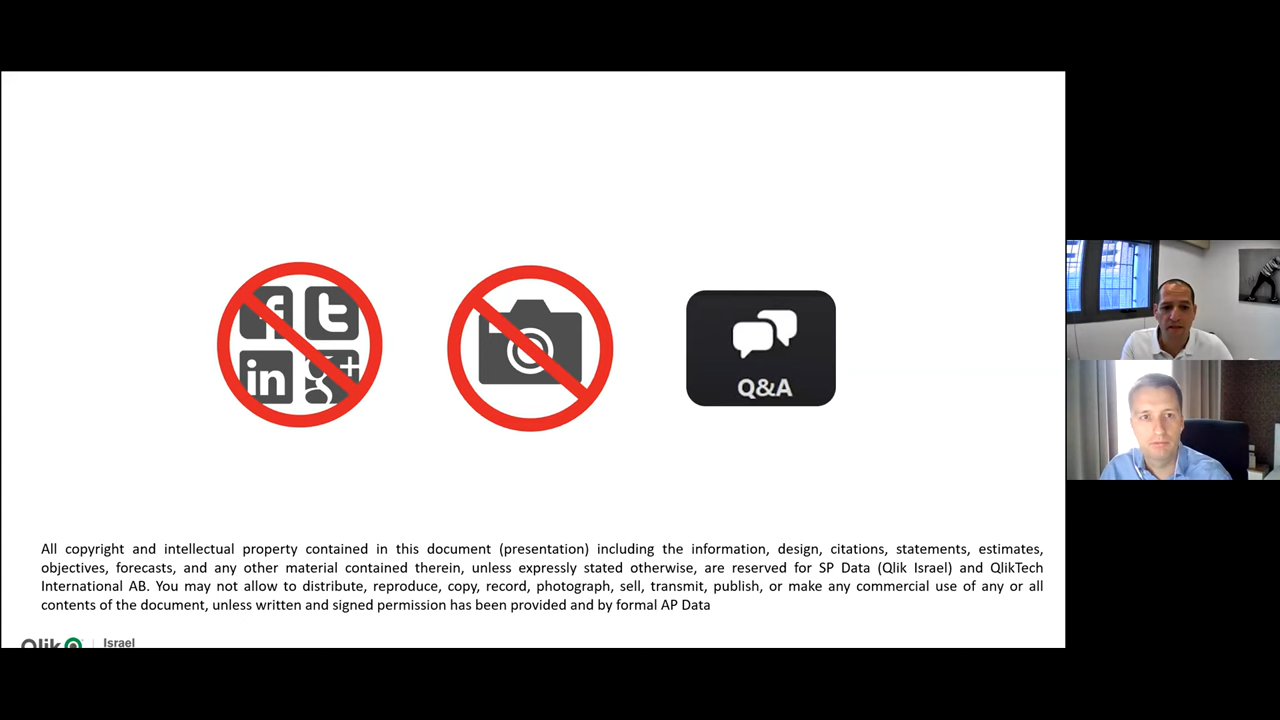 f t
in g+
Q&A
All copyright and intellectual property contained in this document (presentation) including the information, design, citations, statements, estimates,
objectives, forecasts, and any other material contained therein, unless expressly stated otherwise, are reserved for SP Data (Qlik Israel) and QlikTech
International AB. You may not allow to distribute, reproduce, copy, record, photograph, sell, transmit, publish, or make any commercial use of any or all
contents of the document, unless written and signed permission has been provided and by formal AP Data
Qlik Israel